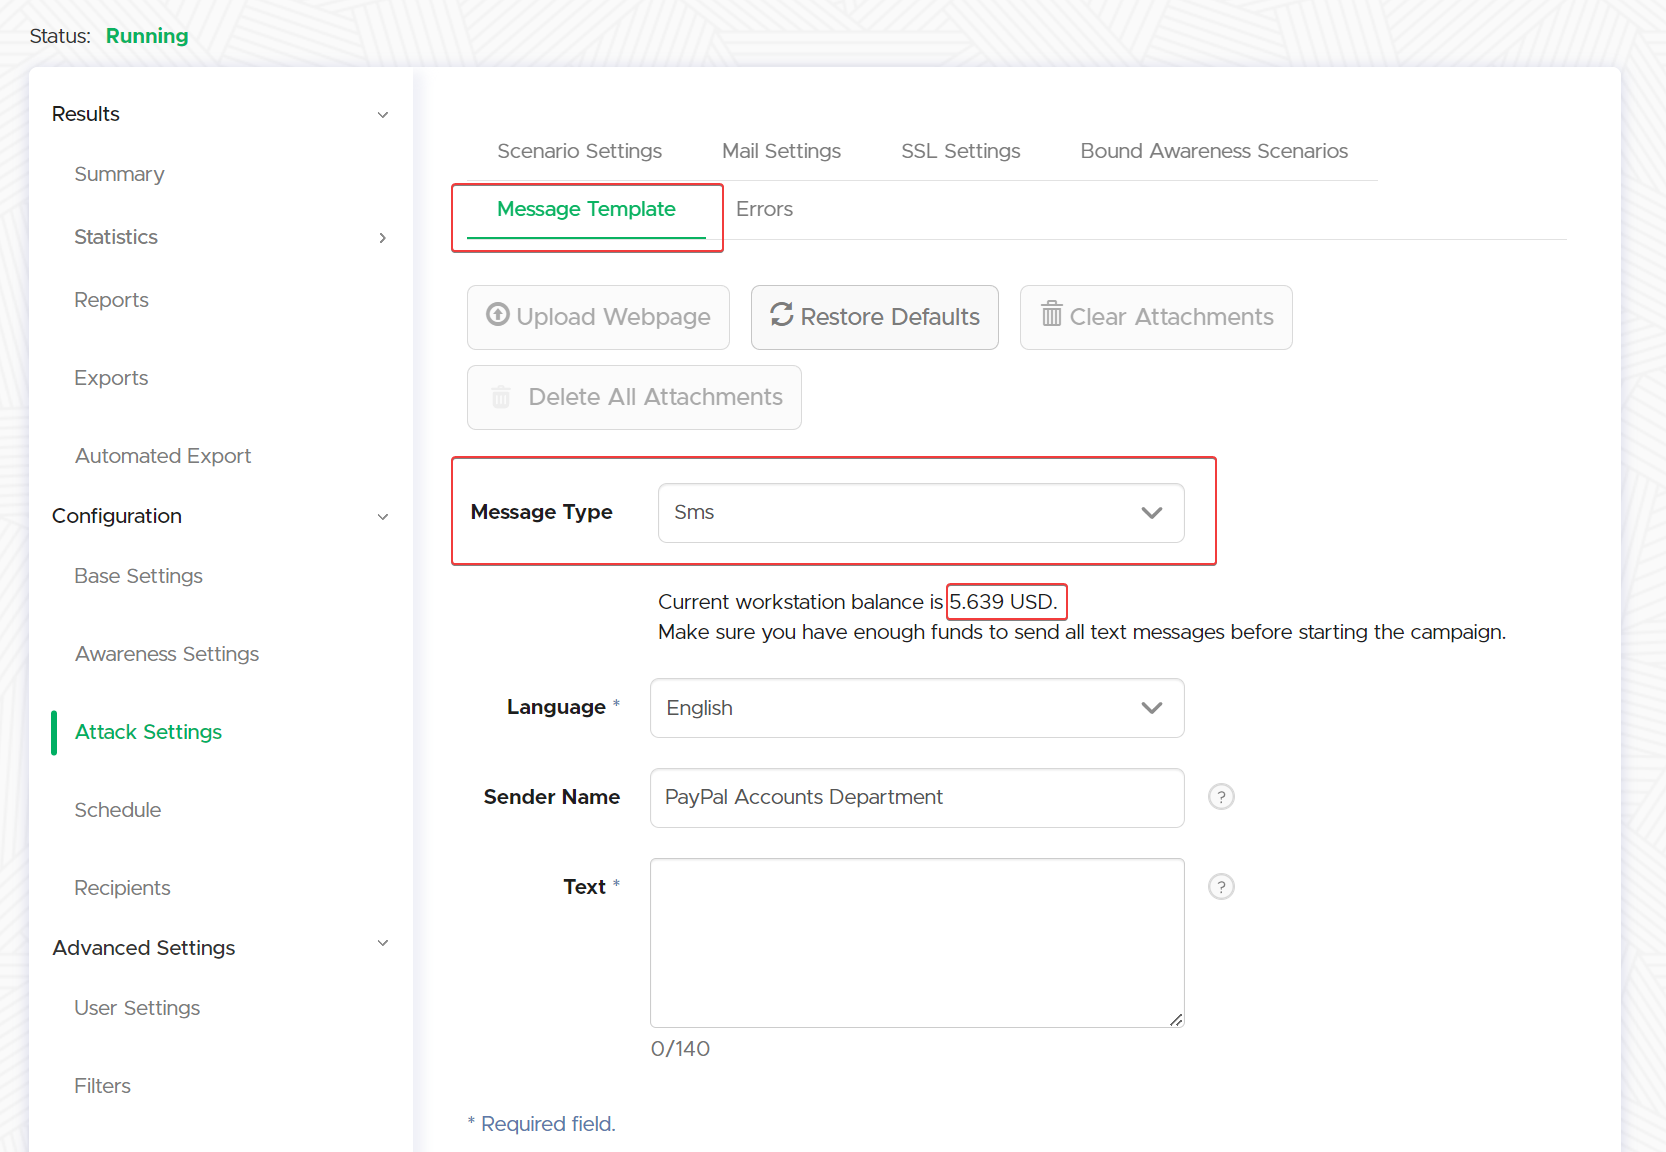 Status: Running
Results
Summary
Statistics
Reports
Exports
Automated Export
Configuration
Base Settings
Awareness Settings
Attack Settings
Schedule
Recipients
Advanced Settings
User Settings
Filters
Scenario Settings
Mail Settings
SSL Settings
Bound Awareness Scenarios
Message Template
Errors
Upload Webpage
Restore Defaults
Clear Attachments
Delete All Attachments
Message Type
Sms
Current workstation balance is 5.639 USD.
Make sure you have enough funds to send all text messages before starting the campaign.
Language *
English
Sender Name
PayPal Accounts Department
?
Text *
?
0/140
* Required field.